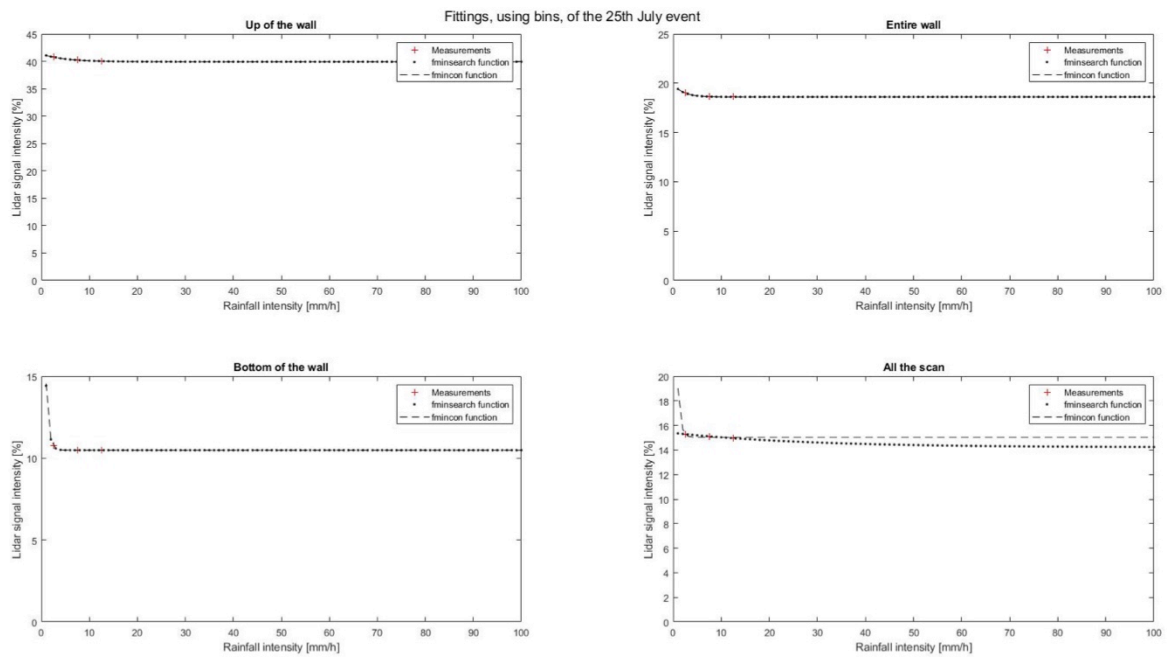 Fittings, using bins, of the 25th July event
Up of the wall
45
40
35
30
25
20
15
10
5
0
Lidar signal intensity [%]
0 10 20 30 40 50 60 70 80 90 100
Rainfall intensity [mm/h]
Measurements
fminsearch function
fmincon function
Entire wall
25
20
15
10
5
0
Lidar signal intensity [%]
0 10 20 30 40 50 60 70 80 90 100
Rainfall intensity [mm/h]
Measurements
fminsearch function
fmincon function
Bottom of the wall
15
10
5
0
Lidar signal intensity [%]
0 10 20 30 40 50 60 70 80 90 100
Rainfall intensity [mm/h]
Measurements
fminsearch function
fmincon function
All the scan
20
18
16
14
12
10
8
6
4
2
0
Lidar signal intensity [%]
0 10 20 30 40 50 60 70 80 90 100
Rainfall intensity [mm/h]
Measurements
fminsearch function
fmincon function